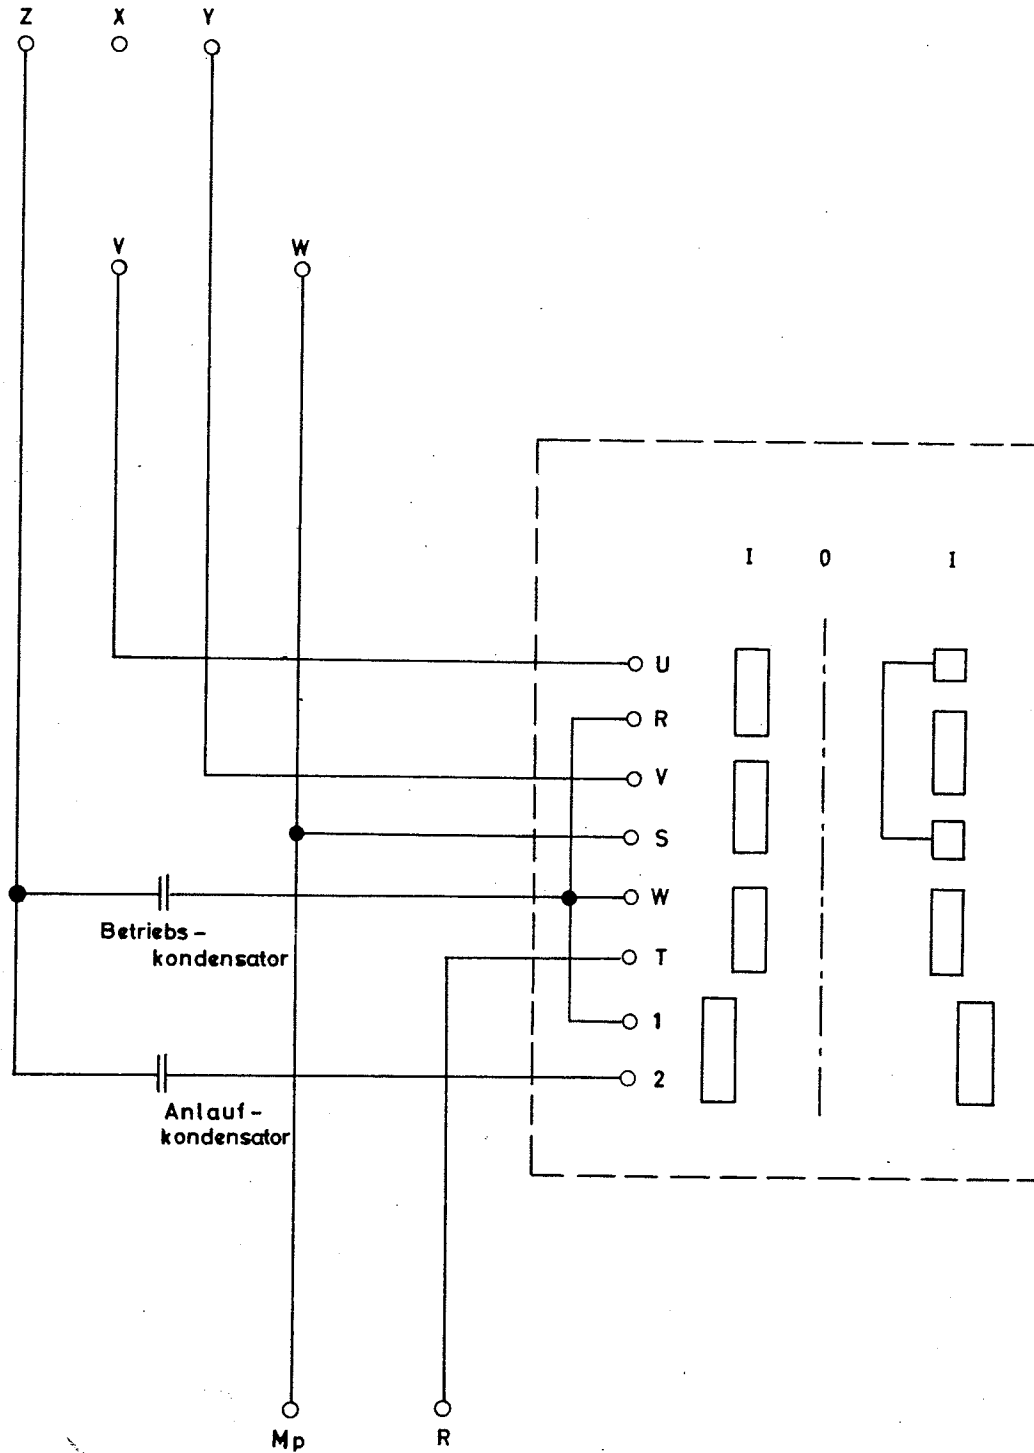 Z X Y
V W
I 0 I
U
R
V
S
W
Betriebs-
kondensator
T
1
2
Anlauf-
kondensator
Mp R